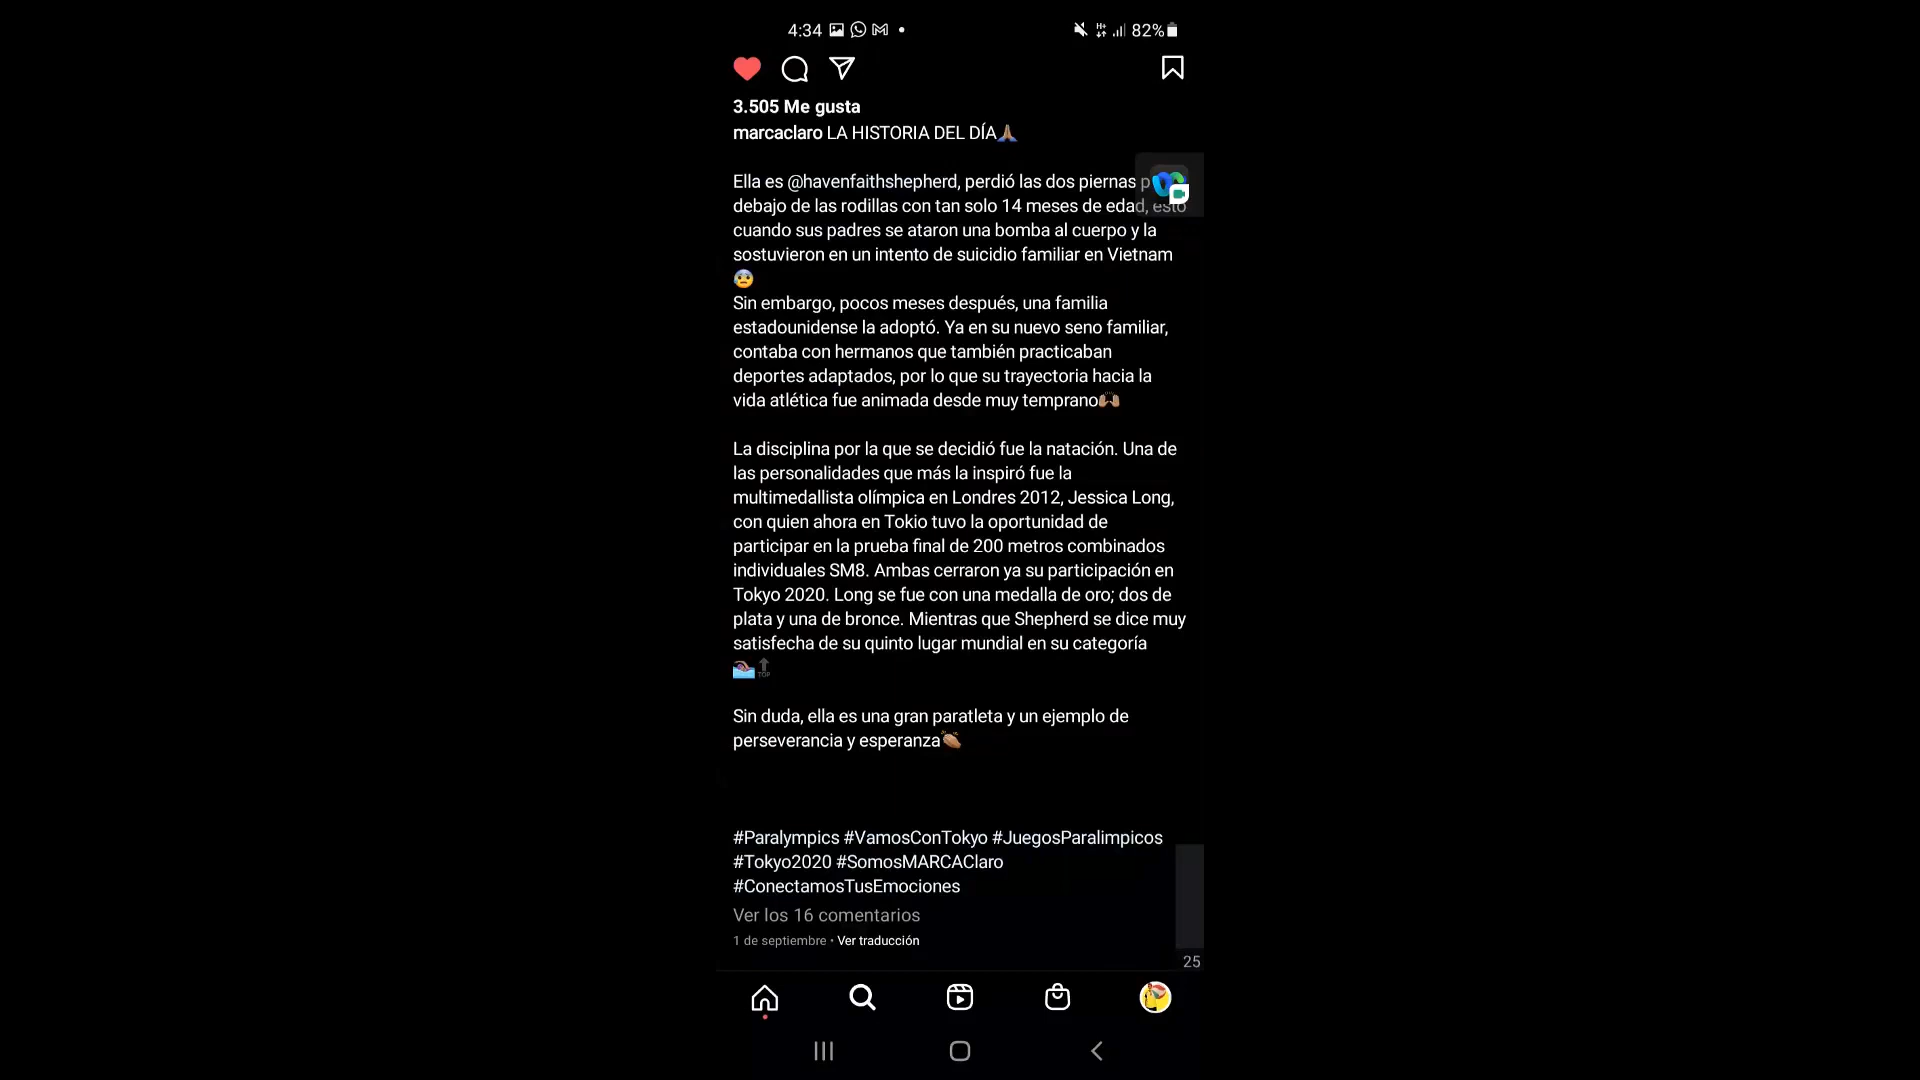 4:34
82%
3.505 Me gusta
marcaclaro LA HISTORIA DEL DÍA🙏🏽
Ella es @havenfaithshepherd, perdió las dos piernas
debajo de las rodillas con tan solo 14 meses de edad, esto
cuando sus padres se ataron una bomba al cuerpo y la
sostuvieron en un intento de suicidio familiar en Vietnam
😰
Sin embargo, pocos meses después, una familia
estadounidense la adoptó. Ya en su nuevo seno familiar,
contaba con hermanos que también practicaban
deportes adaptados, por lo que su trayectoria hacia la
vida atlética fue animada desde muy temprano🙌🏽
La disciplina por la que se decidió fue la natación. Una de
las personalidades que más la inspiró fue la
multimedallista olímpica en Londres 2012, Jessica Long,
con quien ahora en Tokio tuvo la oportunidad de
participar en la prueba final de 200 metros combinados
individuales SM8. Ambas cerraron ya su participación en
Tokyo 2020. Long se fue con una medalla de oro; dos de
plata y una de bronce. Mientras que Shepherd se dice muy
satisfecha de su quinto lugar mundial en su categoría
🏊🏽‍♀️🔝
Sin duda, ella es una gran paratleta y un ejemplo de
perseverancia y esperanza👏🏽
#Paralympics #VamosConTokyo #JuegosParalimpicos
#Tokyo2020 #SomosMARCAClaro
#ConectamosTusEmociones
Ver los 16 comentarios
1 de septiembre • Ver traducción
25